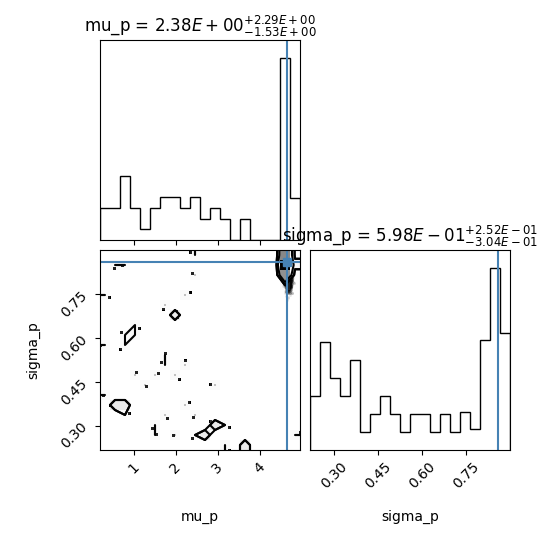 mu_p = 2.38E+00+2.29E+00 −1.53E+00
sigma_p = 5.98E−01+2.52E−01 −3.04E−01
sigma_p
0.75
0.60
0.45
0.30
1 2 3 4
0.30 0.45 0.60 0.75
mu_p
sigma_p